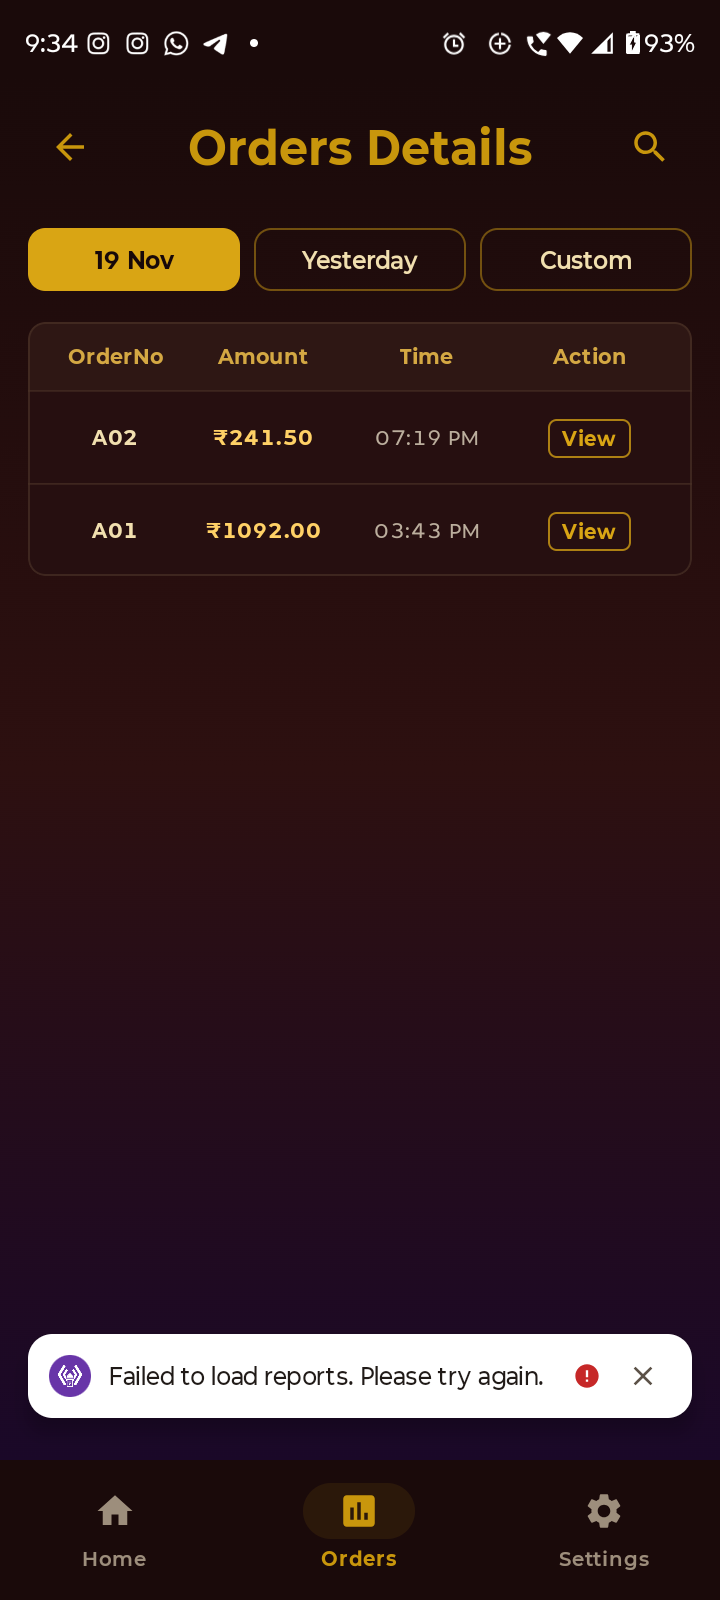 9:34 93%
Orders Details
19 Nov Yesterday Custom
OrderNo Amount Time Action
A02 ₹241.50 07:19 PM View
A01 ₹1092.00 03:43 PM View
Failed to load reports. Please try again.
Home Orders Settings